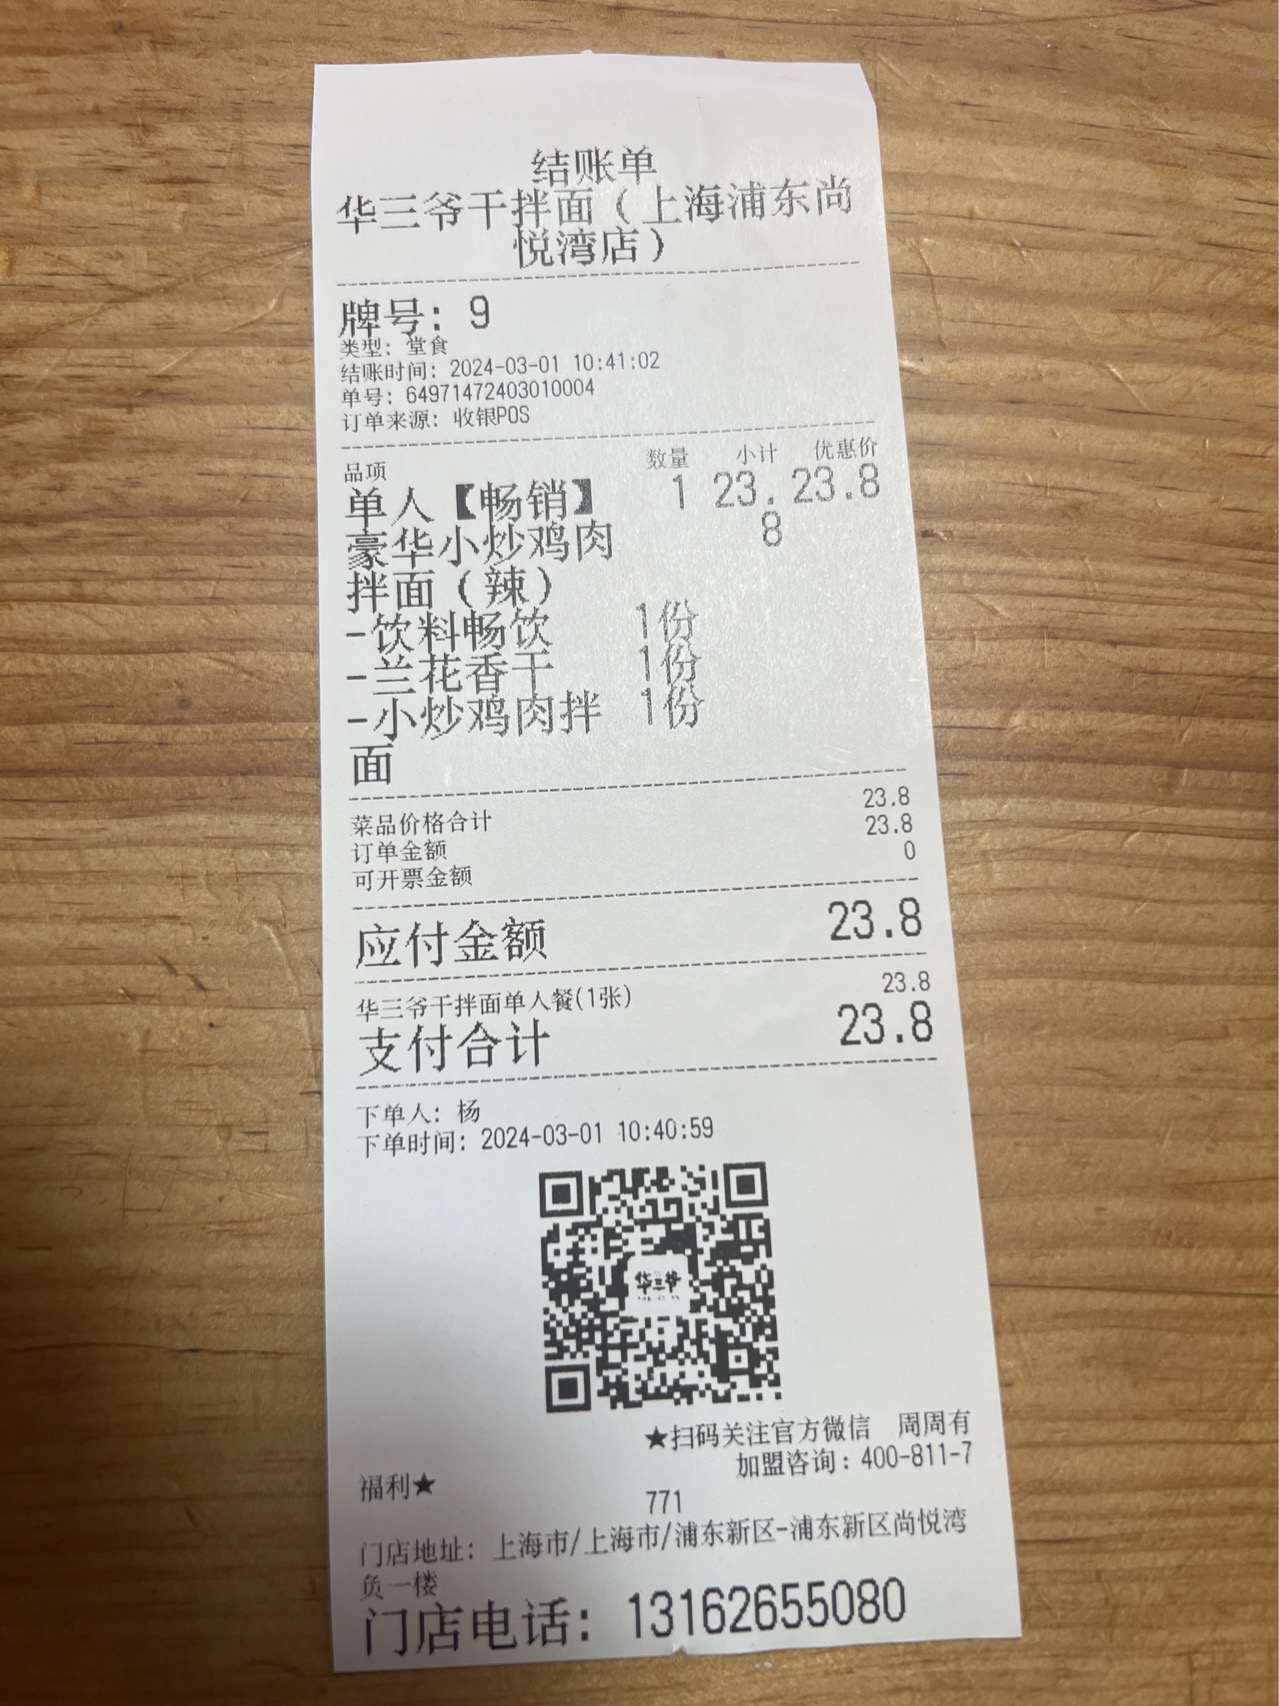 结账单
华三爷干拌面（上海浦东尚
悦湾店）
牌号：9
类型：堂食
结账时间：2024-03-01 10:41:02
单号：64971472403010004
订单来源：收银POS
品项 数量 小计 优惠价
单人【畅销】 1 23. 23.8
豪华小炒鸡肉 8
拌面（辣）
-饮料畅饮 1份
-兰花香干 1份
-小炒鸡肉拌 1份
面
菜品价格合计 23.8
订单金额 23.8
可开票金额 0
应付金额 23.8
华三爷干拌面单人餐(1张) 23.8
支付合计 23.8
下单人：杨
下单时间：2024-03-01 10:40:59
华三爷
★扫码关注官方微信 周周有
福利★ 加盟咨询：400-811-7
771
门店地址：上海市/上海市/浦东新区-浦东新区尚悦湾
负一楼
门店电话：13162655080